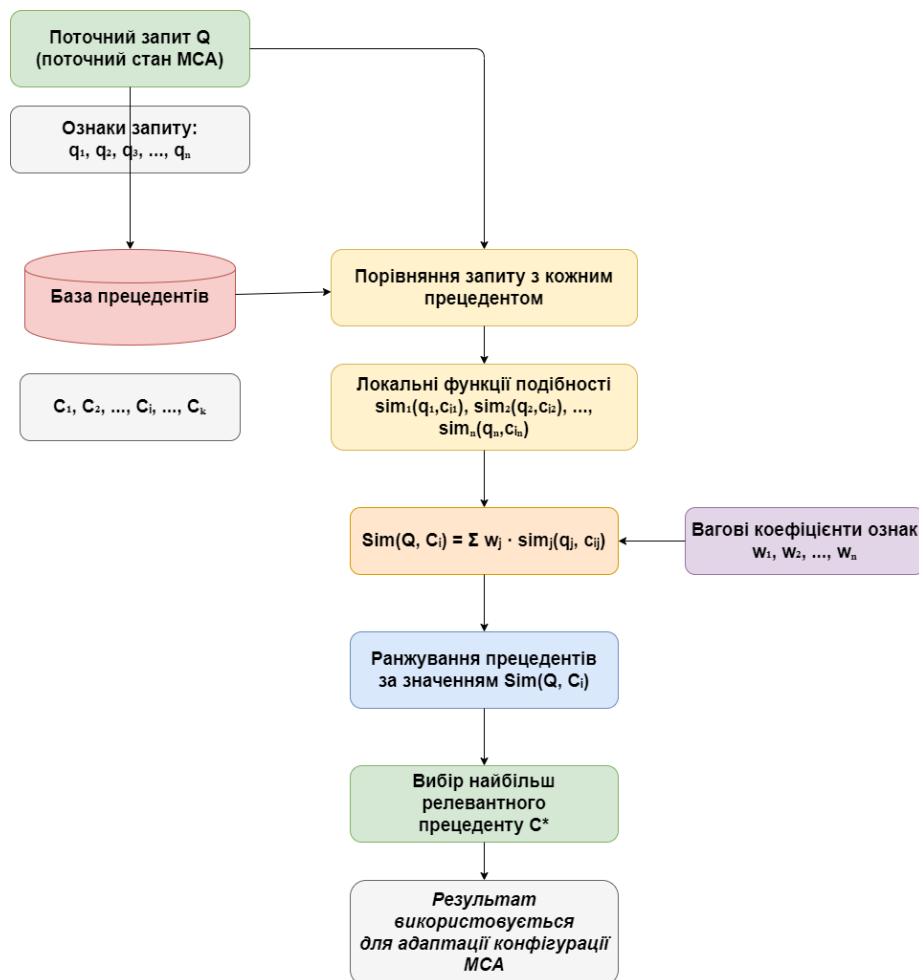 Поточний запит Q
(поточний стан МСА)
Ознаки запиту:
q₁, q₂, q₃, ..., qₙ
База прецедентів
Порівняння запиту з кожним
прецедентом
C₁, C₂, ..., Cᵢ, ..., Cₖ
Локальні функції подібності
sim₁(q₁,cᵢ₁), sim₂(q₂,cᵢ₂), ...,
simₙ(qₙ,cᵢₙ)
Sim(Q, Cᵢ) = Σ wⱼ · simⱼ(qⱼ, cᵢⱼ)
Вагові коефіцієнти ознак
w₁, w₂, ..., wₙ
Ранжування прецедентів
за значенням Sim(Q, Cᵢ)
Вибір найбільш
релевантного
прецеденту C*
Результат
використовується
для адаптації конфігурації
МСА